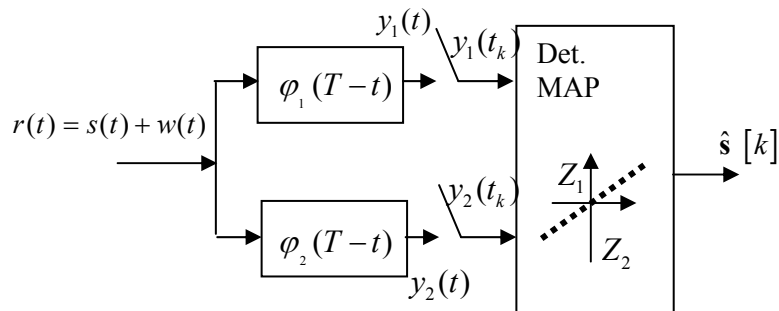 y₁(t)
y₁(tₖ)
Det.
MAP
φ₁(T−t)
r(t) = s(t) + w(t)
ŝ [k]
Z₁
y₂(tₖ)
φ₂(T−t)
Z₂
y₂(t)